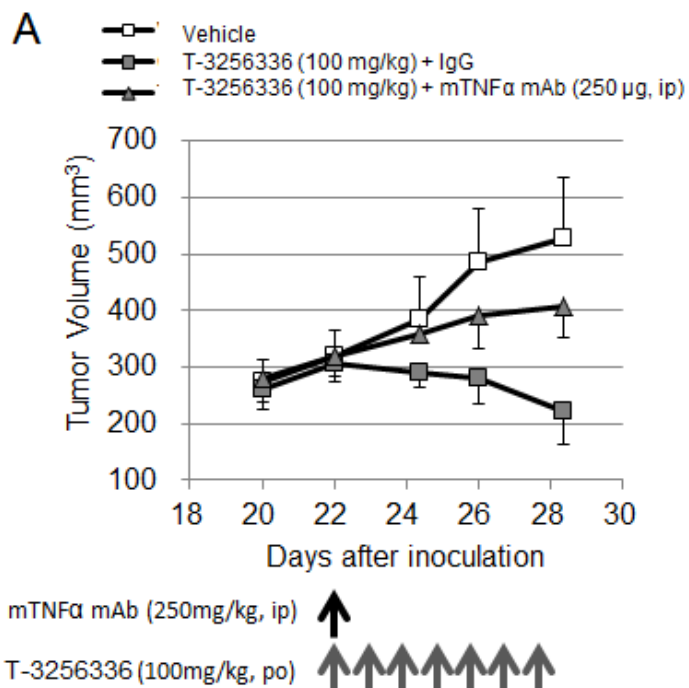 A
Vehicle
T-3256336 (100 mg/kg) + IgG
T-3256336 (100 mg/kg) + mTNFα mAb (250 µg, ip)
Tumor Volume (mm³)
700
600
500
400
300
200
100
18 20 22 24 26 28 30
Days after inoculation
mTNFα mAb (250mg/kg, ip)
T-3256336 (100mg/kg, po)